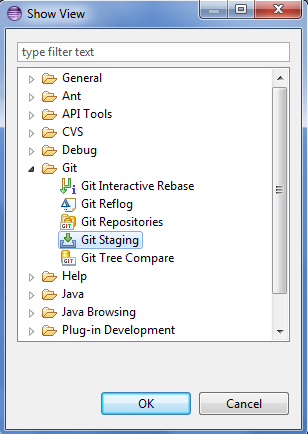 Show View
type filter text
General
Ant
API Tools
CVS
Debug
Git
Git Interactive Rebase
Git Reflog
Git Repositories
Git Staging
Git Tree Compare
Help
Java
Java Browsing
Plug-in Development
OK
Cancel